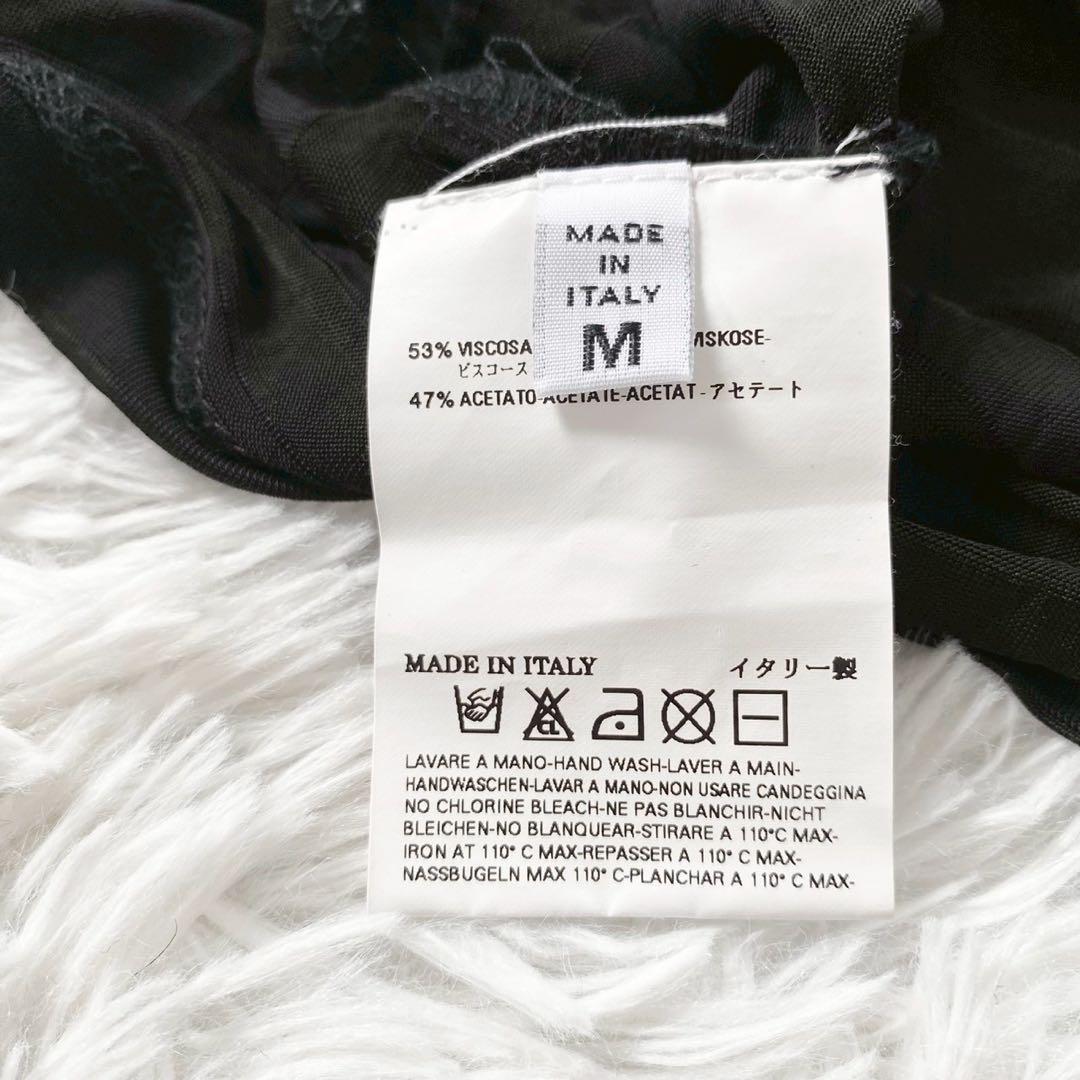 MADE
IN
ITALY
M
53% VISCOSA
VISKOSE-
ビスコース
47% ACETATO-ACETATE-ACETAT-アセテート
MADE IN ITALY イタリー製
CL
LAVARE A MANO-HAND WASH-LAVER A MAIN-
HANDWASCHEN-LAVAR A MANO-NON USARE CANDEGGINA
NO CHLORINE BLEACH-NE PAS BLANCHIR-NICHT
BLEICHEN-NO BLANQUEAR-STIRARE A 110°C MAX-
IRON AT 110° C MAX-REPASSER A 110° C MAX-
NASSBUGELN MAX 110° C-PLANCHAR A 110° C MAX-